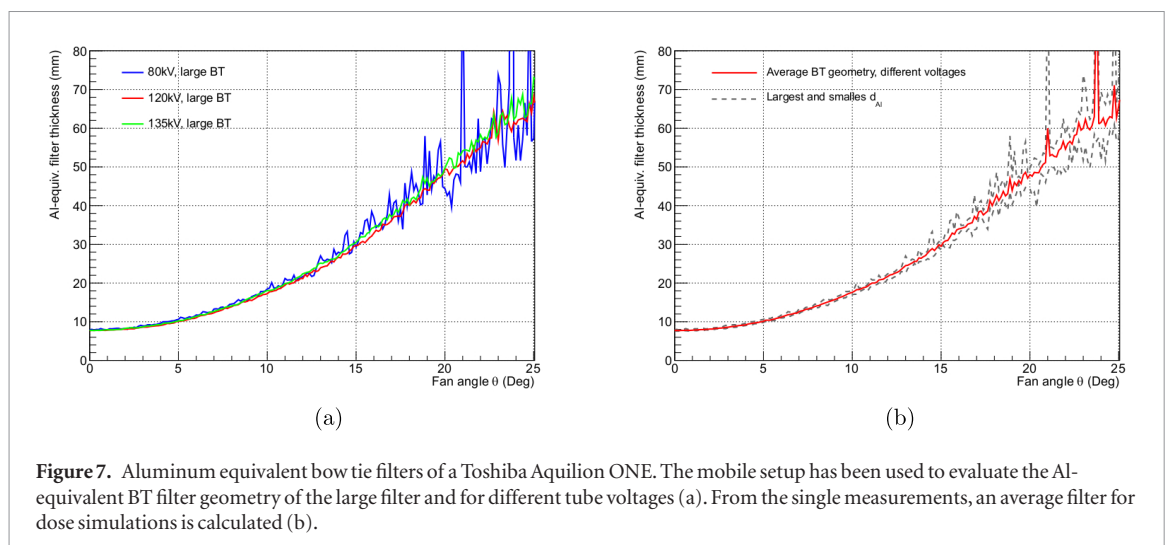 80
70
60
50
40
30
20
10
0
Al-equiv. filter thickness (mm)
80kV, large BT
120kV, large BT
135kV, large BT
0 5 10 15 20 25
Fan angle θ (Deg)
(a)
80
70
60
50
40
30
20
10
0
Al-equiv. filter thickness (mm)
Average BT geometry, different voltages
Largest and smalles d_Al
0 5 10 15 20 25
Fan angle θ (Deg)
(b)
Figure 7. Aluminum equivalent bow tie filters of a Toshiba Aquilion ONE. The mobile setup has been used to evaluate the Al-
equivalent BT filter geometry of the large filter and for different tube voltages (a). From the single measurements, an average filter for
dose simulations is calculated (b).